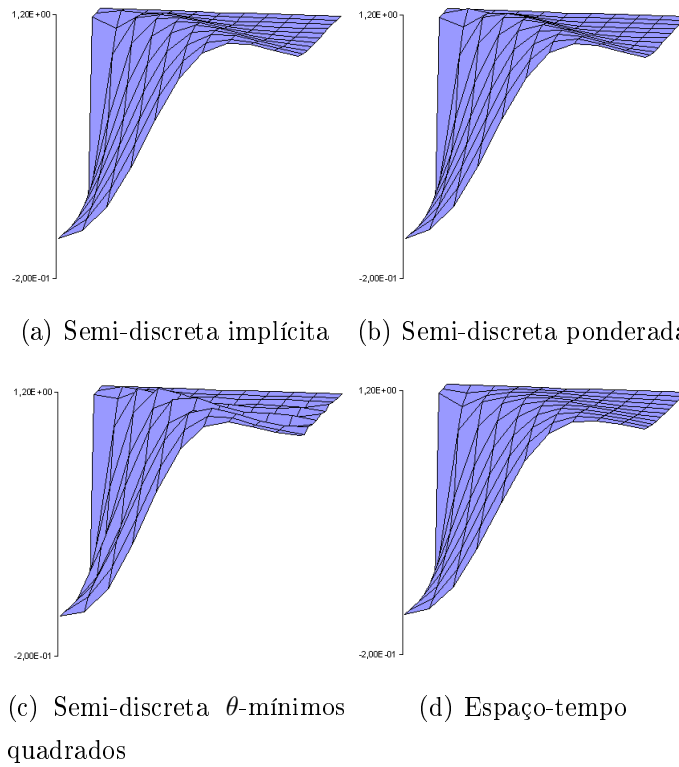 1,20E+00
1,20E+00
-2,00E-01
-2,00E-01
(a) Semi-discreta implícita
(b) Semi-discreta ponderada
1,20E+00
1,20E+00
-2,00E-01
-2,00E-01
(c) Semi-discreta θ-mínimos
quadrados
(d) Espaço-tempo